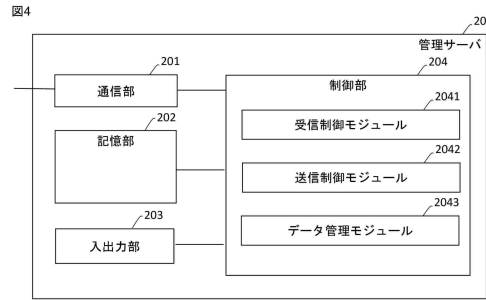 図4
20
管理サーバ
201
通信部
204
制御部
202
記憶部
2041
受信制御モジュール
2042
送信制御モジュール
203
入出力部
2043
データ管理モジュール